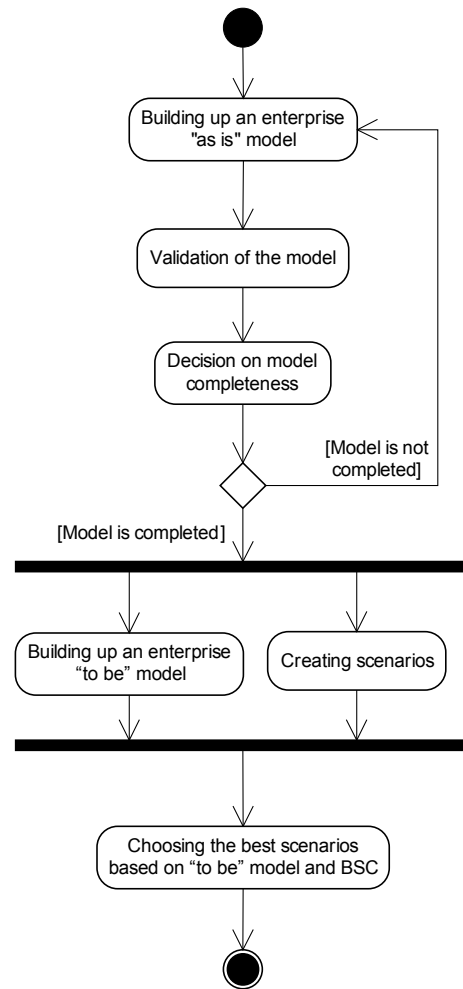 Building up an enterprise
"as is" model
Validation of the model
Decision on model
completeness
[Model is not
completed]
[Model is completed]
Building up an enterprise
“to be” model
Creating scenarios
Choosing the best scenarios
based on “to be” model and BSC